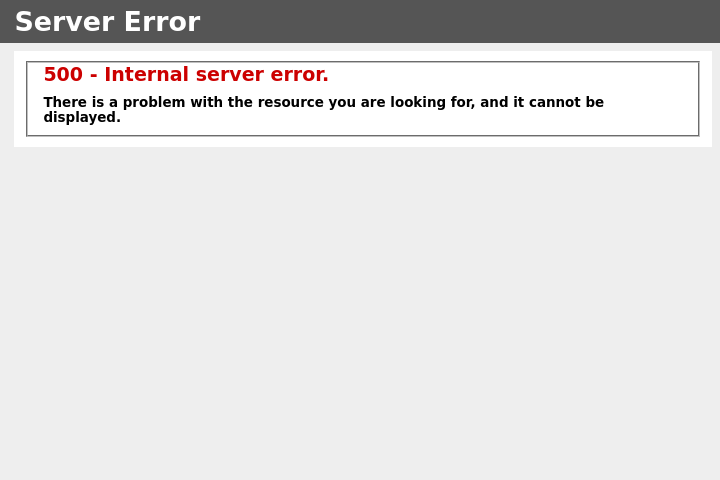 Server Error
500 - Internal server error.
There is a problem with the resource you are looking for, and it cannot be
displayed.